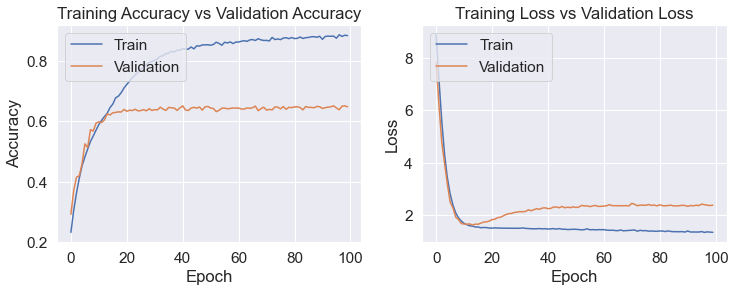 Training Accuracy vs Validation Accuracy
Train
Validation
0.8
0.6
0.4
0.2
Accuracy
0
20
40
60
80
100
Epoch
Training Loss vs Validation Loss
Train
Validation
8
6
4
2
Loss
0
20
40
60
80
100
Epoch